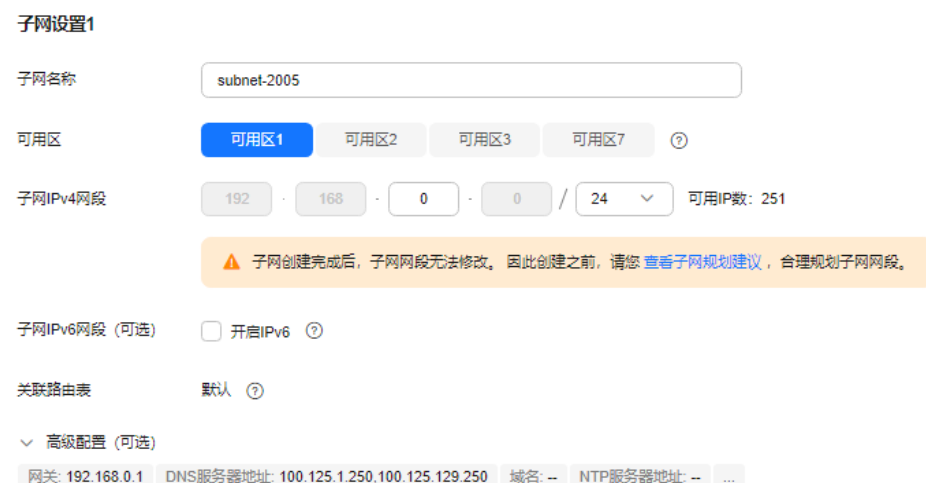 子网设置1
子网名称 subnet-2005
可用区 可用区1 可用区2 可用区3 可用区7 ?
子网IPv4网段 192 · 168 · 0 · 0 / 24 可用IP数：251
子网创建完成后，子网网段无法修改。 因此创建之前，请您 查看子网规划建议 ，合理规划子网网段。
子网IPv6网段（可选） 开启IPv6 ?
关联路由表 默认 ?
高级配置（可选）
网关: 192.168.0.1 DNS服务器地址: 100.125.1.250,100.125.129.250 域名: -- NTP服务器地址: -- ...